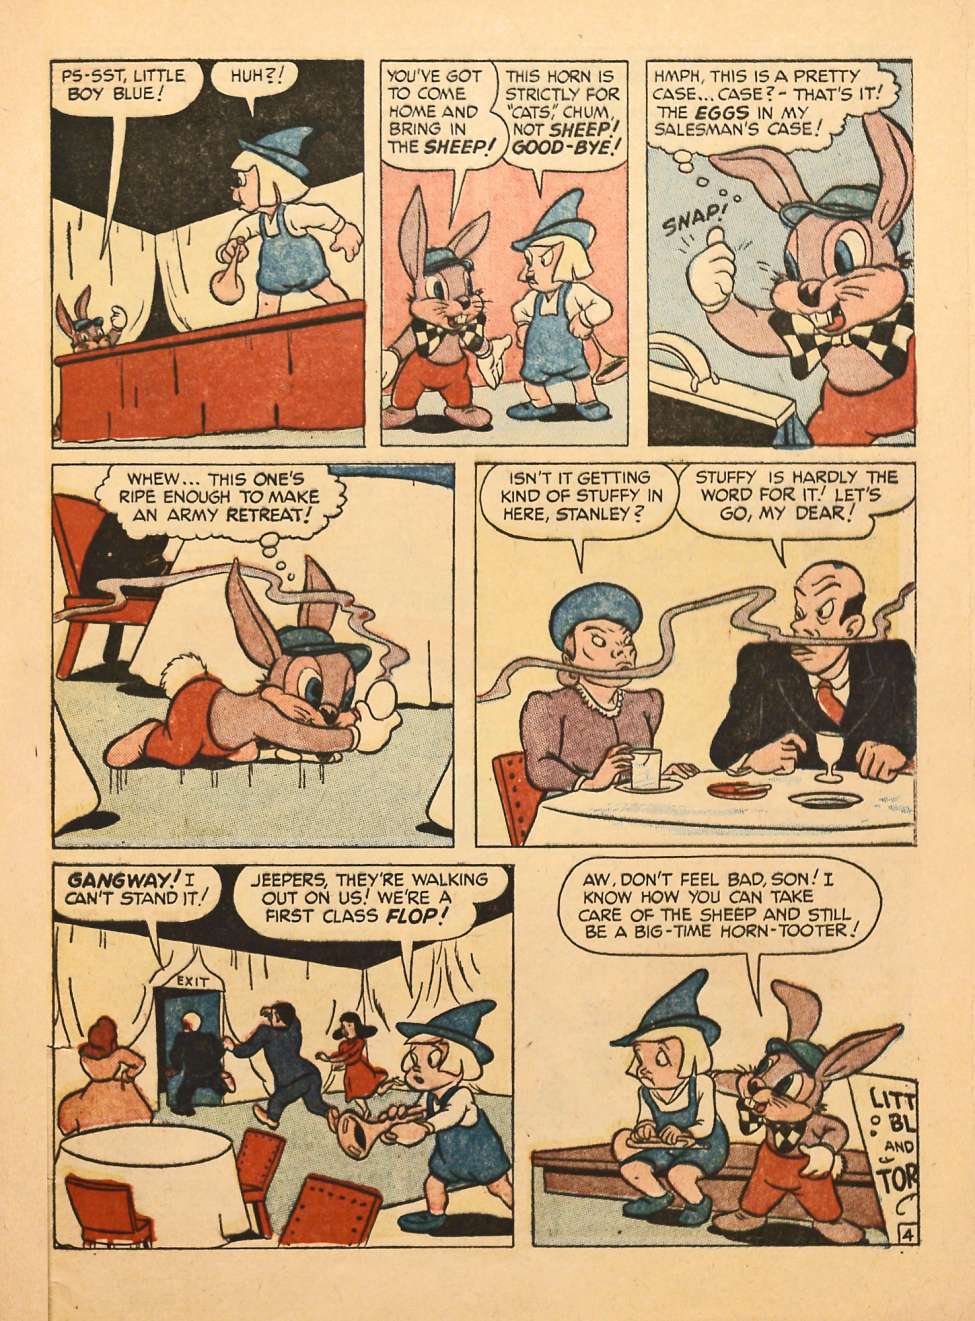 PS-SST, LITTLE
BOY BLUE!
HUH?!
YOU'VE GOT
TO COME
HOME AND
BRING IN
THE SHEEP!
THIS HORN IS
STRICTLY FOR
"CATS," CHUM,
NOT SHEEP!
GOOD-BYE!
HMPH, THIS IS A PRETTY
CASE... CASE? - THAT'S IT!
THE EGGS IN MY
SALESMAN'S CASE!
SNAP!
WHEW... THIS ONE'S
RIPE ENOUGH TO MAKE
AN ARMY RETREAT!
ISN'T IT GETTING
KIND OF STUFFY IN
HERE, STANLEY?
STUFFY IS HARDLY THE
WORD FOR IT! LET'S
GO, MY DEAR!
GANGWAY! I
CAN'T STAND IT!
JEEPERS, THEY'RE WALKING
OUT ON US! WE'RE A
FIRST CLASS FLOP!
EXIT
AW, DON'T FEEL BAD, SON! I
KNOW HOW YOU CAN TAKE
CARE OF THE SHEEP AND STILL
BE A BIG-TIME HORN-TOOTER!
LITT
BL
AND
TOR
4